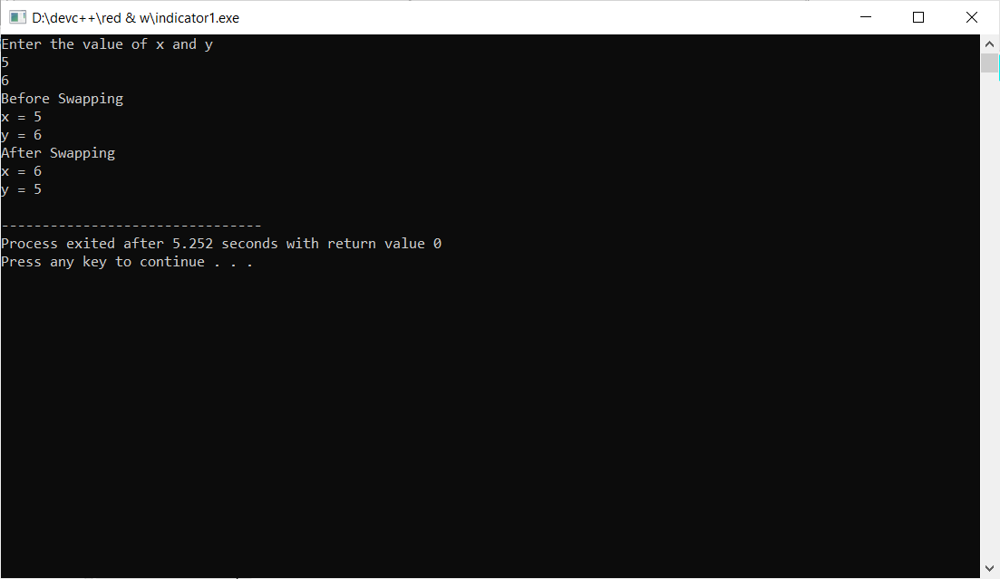 D:\devc++\red & w\indicator1.exe
Enter the value of x and y
5
6
Before Swapping
x = 5
y = 6
After Swapping
x = 6
y = 5
--------------------------------
Process exited after 5.252 seconds with return value 0
Press any key to continue . . .